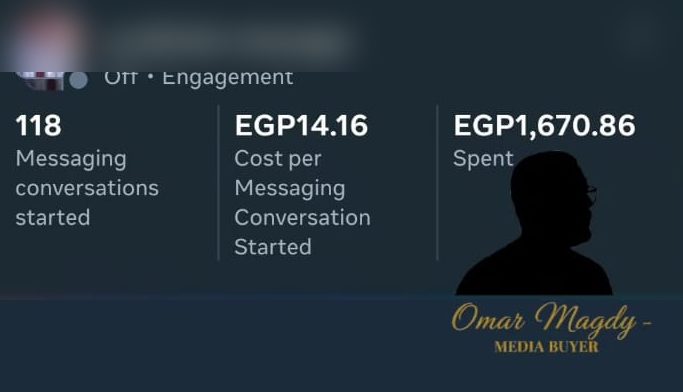 Off • Engagement
118
Messaging
conversations
started
EGP14.16
Cost per
Messaging
Conversation
Started
EGP1,670.86
Spent
Omar Magdy -
MEDIA BUYER